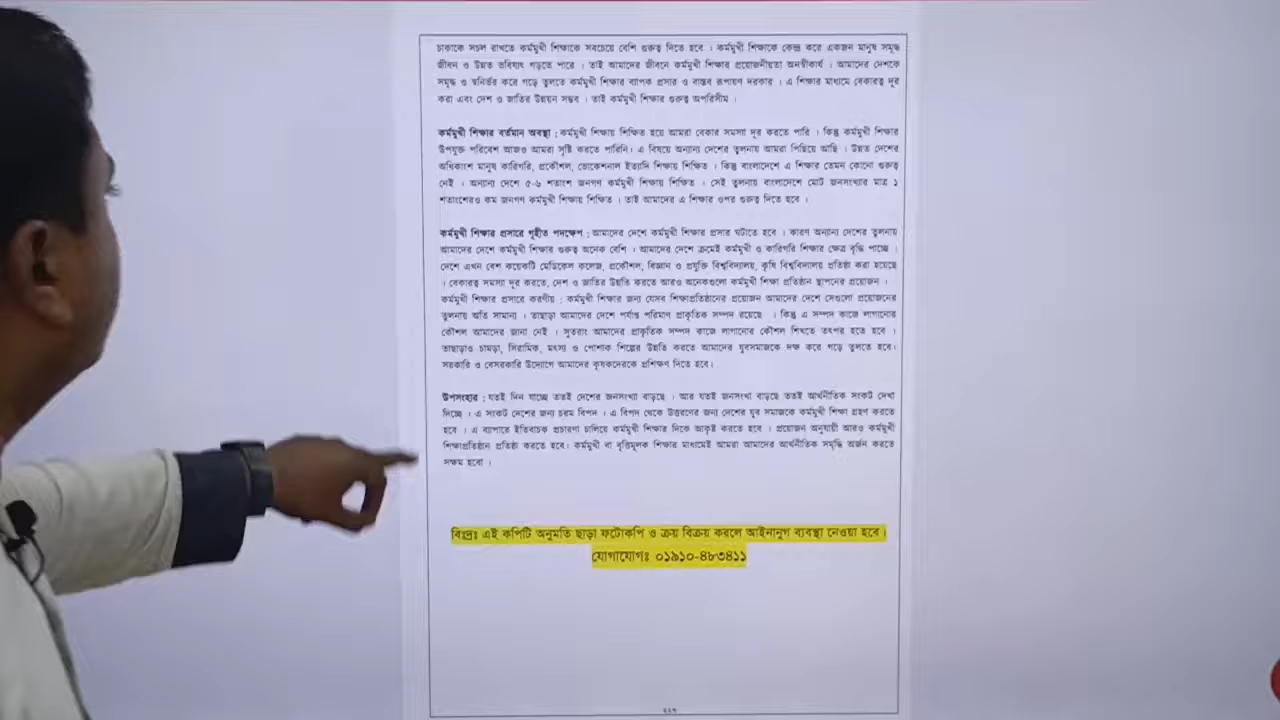 চাকাকে সচল রাখতে কর্মমুখী শিক্ষাকে সবচেয়ে বেশি গুরুত্ব দিতে হবে । কর্মমুখী শিক্ষাকে কেন্দ্র করে একজন মানুষ সমৃদ্ধ
জীবন ও উন্নত ভবিষ্যৎ গড়তে পারে । তাই আমাদের জীবনে কর্মমুখী শিক্ষার প্রয়োজনীয়তা অনস্বীকার্য । আমাদের দেশকে
সমৃদ্ধ ও স্বনির্ভর করে গড়ে তুলতে কর্মমুখী শিক্ষার ব্যাপক প্রসার ও বাস্তব রূপায়ণ দরকার । এ শিক্ষার মাধ্যমে বেকারত্ব দূর
করা এবং দেশ ও জাতির উন্নয়ন সম্ভব । তাই কর্মমুখী শিক্ষার গুরুত্ব অপরিসীম ।
কর্মমুখী শিক্ষার বর্তমান অবস্থা : কর্মমুখী শিক্ষায় শিক্ষিত হয়ে আমরা বেকার সমস্যা দূর করতে পারি । কিন্তু কর্মমুখী শিক্ষার
উপযুক্ত পরিবেশ আজও আমরা সৃষ্টি করতে পারিনি। এ বিষয়ে অন্যান্য দেশের তুলনায় আমরা পিছিয়ে আছি । উন্নত দেশের
অধিকাংশ মানুষ কারিগরি, প্রকৌশল, ভোকেশনাল ইত্যাদি শিক্ষায় শিক্ষিত । কিন্তু বাংলাদেশে এ শিক্ষার তেমন কোনো গুরুত্ব
নেই । অন্যান্য দেশে ৫-৬ শতাংশ জনগণ কর্মমুখী শিক্ষায় শিক্ষিত । সেই তুলনায় বাংলাদেশে মোট জনসংখ্যার মাত্র ১
শতাংশেরও কম জনগণ কর্মমুখী শিক্ষায় শিক্ষিত । তাই আমাদের এ শিক্ষার ওপর গুরুত্ব দিতে হবে ।
কর্মমুখী শিক্ষার প্রসারে গৃহীত পদক্ষেপ : আমাদের দেশে কর্মমুখী শিক্ষার প্রসার ঘটাতে হবে । কারণ অন্যান্য দেশের তুলনায়
আমাদের দেশে কর্মমুখী শিক্ষার গুরুত্ব অনেক বেশি । আমাদের দেশে ক্রমেই কর্মমুখী ও কারিগরি শিক্ষার ক্ষেত্র বৃদ্ধি পাচ্ছে ।
দেশে এখন বেশ কয়েকটি মেডিকেল কলেজ, প্রকৌশল, বিজ্ঞান ও প্রযুক্তি বিশ্ববিদ্যালয়, কৃষি বিশ্ববিদ্যালয় প্রতিষ্ঠা করা হয়েছে
। বেকারত্ব সমস্যা দূর করতে, দেশ ও জাতির উন্নতি করতে আরও অনেকগুলো কর্মমুখী শিক্ষা প্রতিষ্ঠান স্থাপনের প্রয়োজন ।
কর্মমুখী শিক্ষার প্রসারে করণীয় : কর্মমুখী শিক্ষার জন্য যেসব শিক্ষাপ্রতিষ্ঠানের প্রয়োজন আমাদের দেশে সেগুলো প্রয়োজনের
তুলনায় অতি সামান্য । তাছাড়া আমাদের দেশে পর্যাপ্ত পরিমাণ প্রাকৃতিক সম্পদ রয়েছে । কিন্তু এ সম্পদ কাজে লাগানোর
কৌশল আমাদের জানা নেই । সুতরাং আমাদের প্রাকৃতিক সম্পদ কাজে লাগানোর কৌশল শিখতে তৎপর হতে হবে ।
তাছাড়াও চামড়া, সিরামিক, মৎস্য ও পোশাক শিল্পের উন্নতি করতে আমাদের যুবসমাজকে দক্ষ করে গড়ে তুলতে হবে।
সরকারি ও বেসরকারি উদ্যোগে আমাদের কৃষকদেরকে প্রশিক্ষণ দিতে হবে।
উপসংহার : যতই দিন যাচ্ছে ততই দেশের জনসংখ্যা বাড়ছে । আর যতই জনসংখা বাড়ছে ততই আর্থনীতিক সংকট দেখা
দিচ্ছে । এ সংকট দেশের জন্য চরম বিপদ । এ বিপদ থেকে উত্তরণের জন্য দেশের যুব সমাজকে কর্মমুখী শিক্ষা গ্রহণ করতে
হবে । এ ব্যাপারে ইতিবাচক প্রচারণা চালিয়ে কর্মমুখী শিক্ষার দিকে আকৃষ্ট করতে হবে । প্রয়োজন অনুযায়ী আরও কর্মমুখী
শিক্ষাপ্রতিষ্ঠান প্রতিষ্ঠা করতে হবে। কর্মমুখী বা বৃত্তিমূলক শিক্ষার মাধ্যমেই আমরা আমাদের আর্থনীতিক সমৃদ্ধি অর্জন করতে
সক্ষম হবো ।
বিঃদ্রঃ এই কপিটি অনুমতি ছাড়া ফটোকপি ও ক্রয় বিক্রয় করলে আইনানুগ ব্যবস্থা নেওয়া হবে।
যোগাযোগঃ ০১৯১০-৪৮৩৪১১